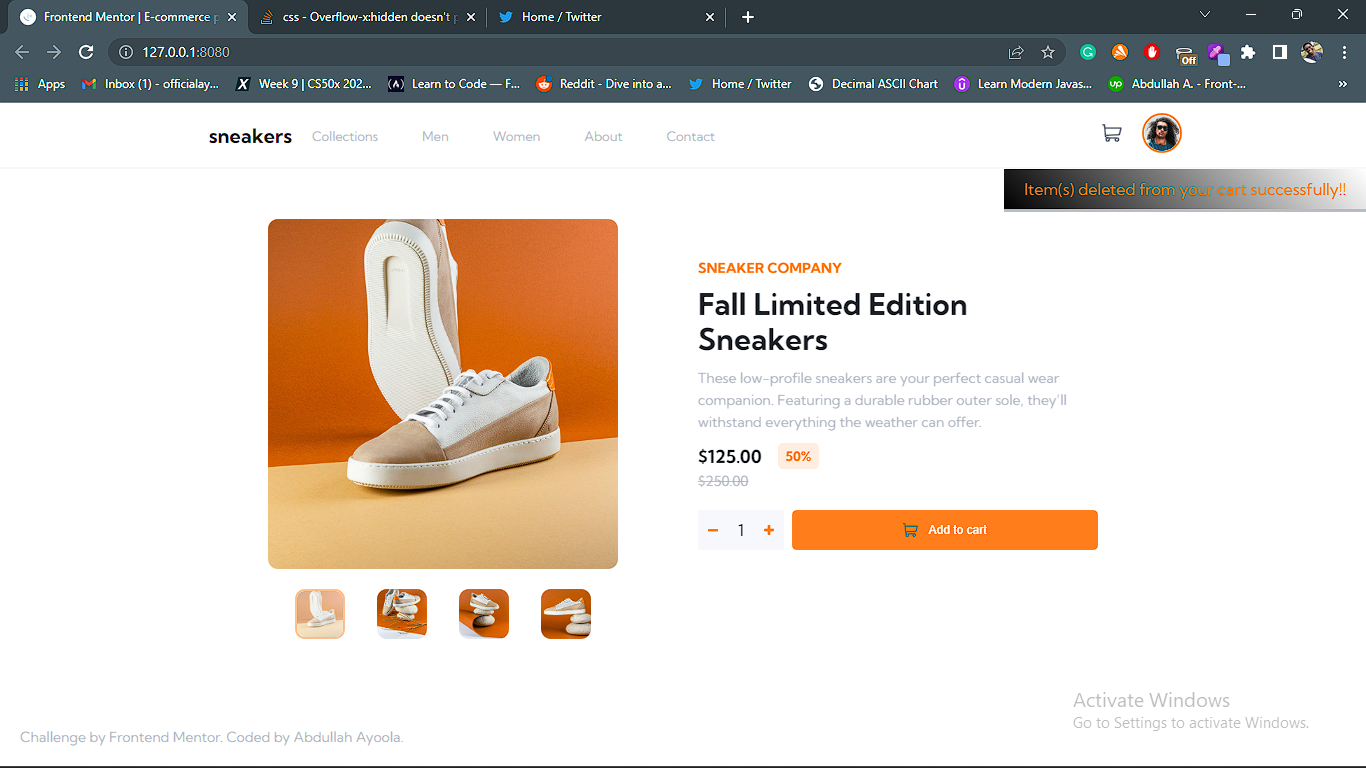 Frontend Mentor | E-commerce p
css - Overflow-x:hidden doesn't p
Home / Twitter
127.0.0.1:8080
Off
Apps
Inbox (1) - officialay...
Week 9 | CS50x 202...
Learn to Code — F...
Reddit - Dive into a...
Home / Twitter
Decimal ASCII Chart
Learn Modern Javas...
Abdullah A. - Front-...
sneakers
Collections
Men
Women
About
Contact
Item(s) deleted from your cart successfully!!
SNEAKER COMPANY
Fall Limited Edition
Sneakers
These low-profile sneakers are your perfect casual wear
companion. Featuring a durable rubber outer sole, they'll
withstand everything the weather can offer.
$125.00 50%
$250.00
1
Add to cart
Activate Windows
Go to Settings to activate Windows.
Challenge by Frontend Mentor. Coded by Abdullah Ayoola.